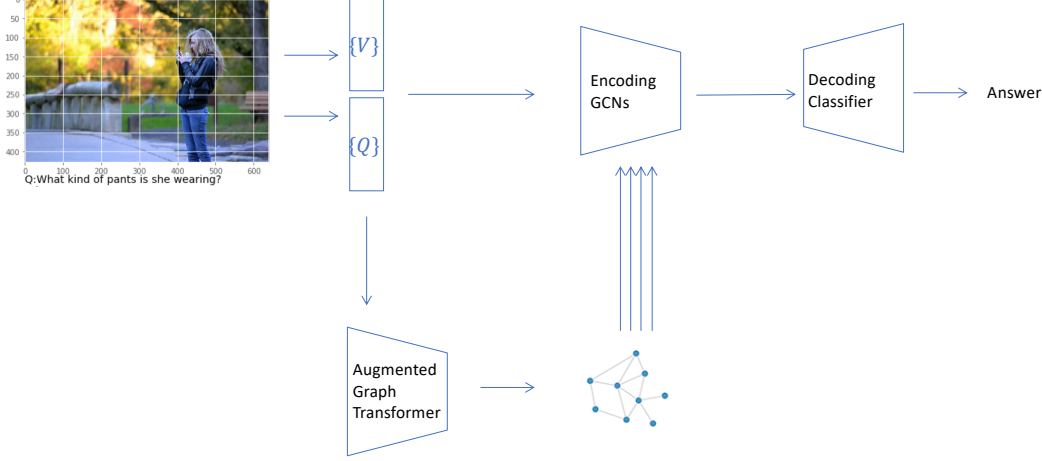 0
50
100
150
200
250
300
350
400
0 100 200 300 400 500 600
Q:What kind of pants is she wearing?
{V}
{Q}
Encoding
GCNs
Decoding
Classifier
Answer
Augmented
Graph
Transformer